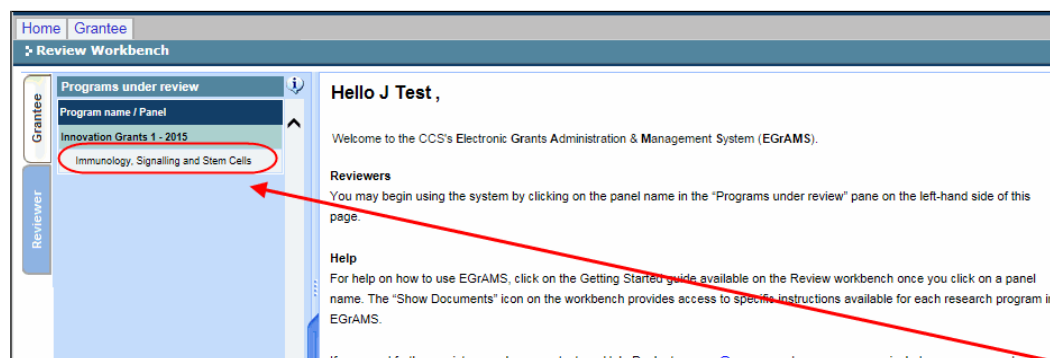 Home Grantee
Review Workbench
Grantee
Reviewer
Programs under review
Program name / Panel
Innovation Grants 1 - 2015
Immunology, Signalling and Stem Cells
Hello J Test ,
Welcome to the CCS's Electronic Grants Administration & Management System (EGrAMS).
Reviewers
You may begin using the system by clicking on the panel name in the "Programs under review" pane on the left-hand side of this
page.
Help
For help on how to use EGrAMS, click on the Getting Started guide available on the Review workbench once you click on a panel
name. The "Show Documents" icon on the workbench provides access to specific instructions available for each research program in
EGrAMS.